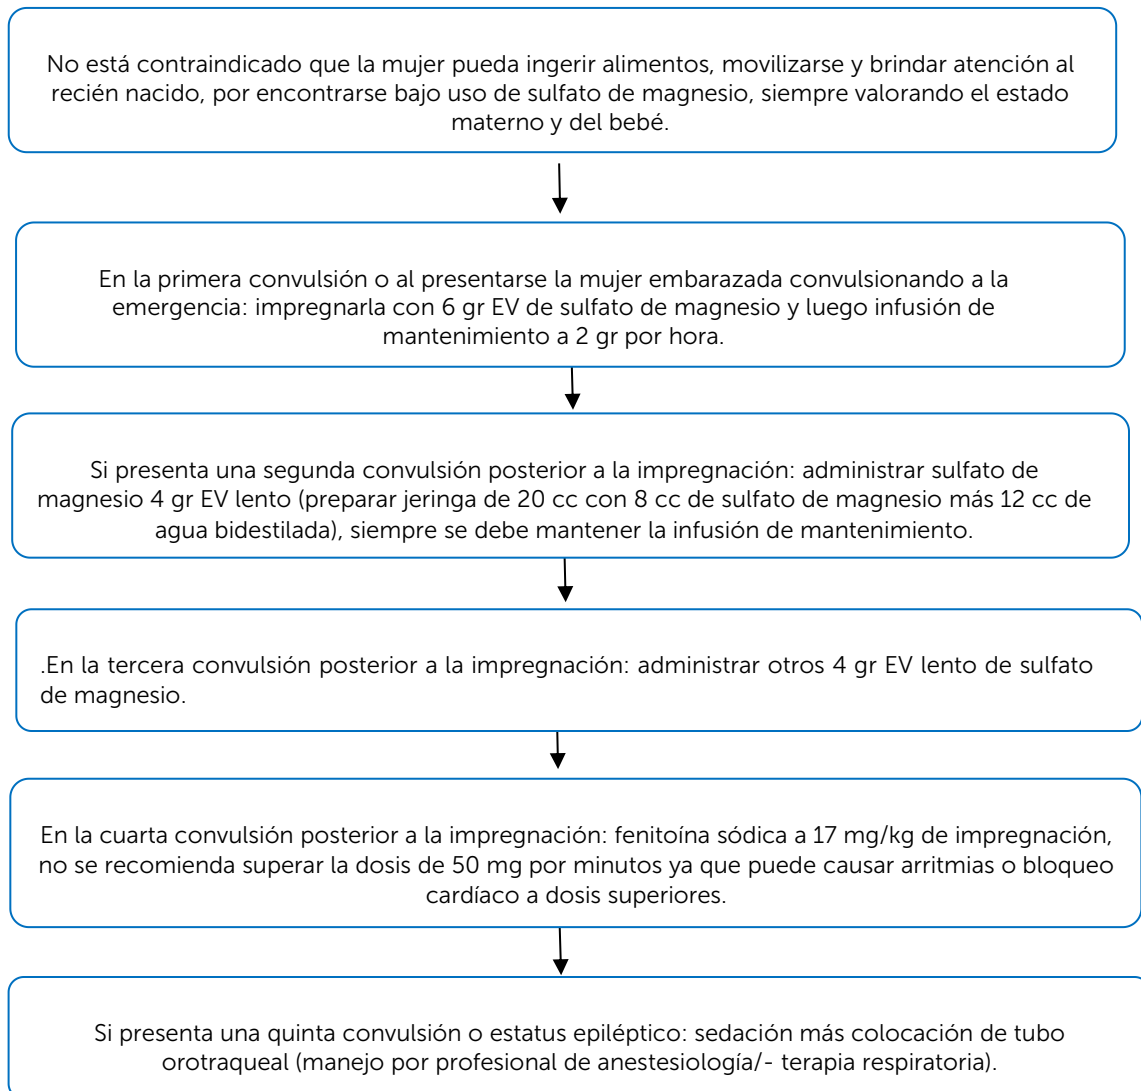 No está contraindicado que la mujer pueda ingerir alimentos, movilizarse y brindar atención al
recién nacido, por encontrarse bajo uso de sulfato de magnesio, siempre valorando el estado
materno y del bebé.
En la primera convulsión o al presentarse la mujer embarazada convulsionando a la
emergencia: impregnarla con 6 gr EV de sulfato de magnesio y luego infusión de
mantenimiento a 2 gr por hora.
Si presenta una segunda convulsión posterior a la impregnación: administrar sulfato de
magnesio 4 gr EV lento (preparar jeringa de 20 cc con 8 cc de sulfato de magnesio más 12 cc de
agua bidestilada), siempre se debe mantener la infusión de mantenimiento.
.En la tercera convulsión posterior a la impregnación: administrar otros 4 gr EV lento de sulfato
de magnesio.
En la cuarta convulsión posterior a la impregnación: fenitoína sódica a 17 mg/kg de impregnación,
no se recomienda superar la dosis de 50 mg por minutos ya que puede causar arritmias o bloqueo
cardíaco a dosis superiores.
Si presenta una quinta convulsión o estatus epiléptico: sedación más colocación de tubo
orotraqueal (manejo por profesional de anestesiología/- terapia respiratoria).